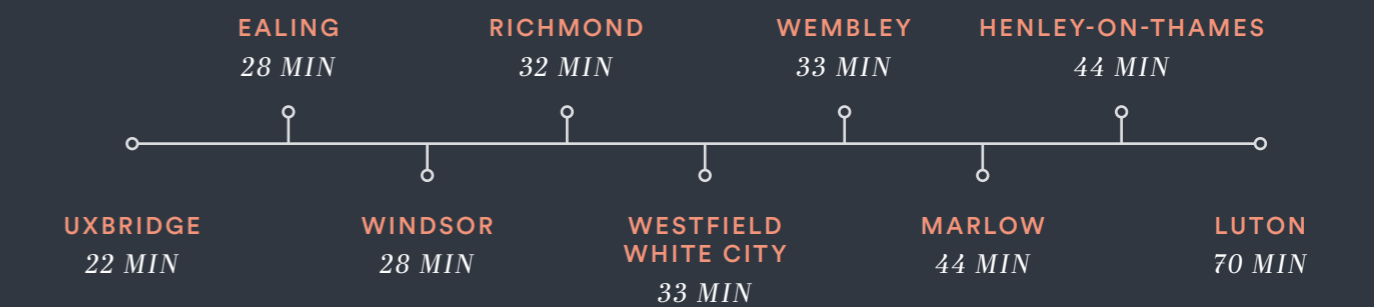 EALING
28 MIN
RICHMOND
32 MIN
WEMBLEY
33 MIN
HENLEY-ON-THAMES
44 MIN
UXBRIDGE
22 MIN
WINDSOR
28 MIN
WESTFIELD
WHITE CITY
33 MIN
MARLOW
44 MIN
LUTON
70 MIN